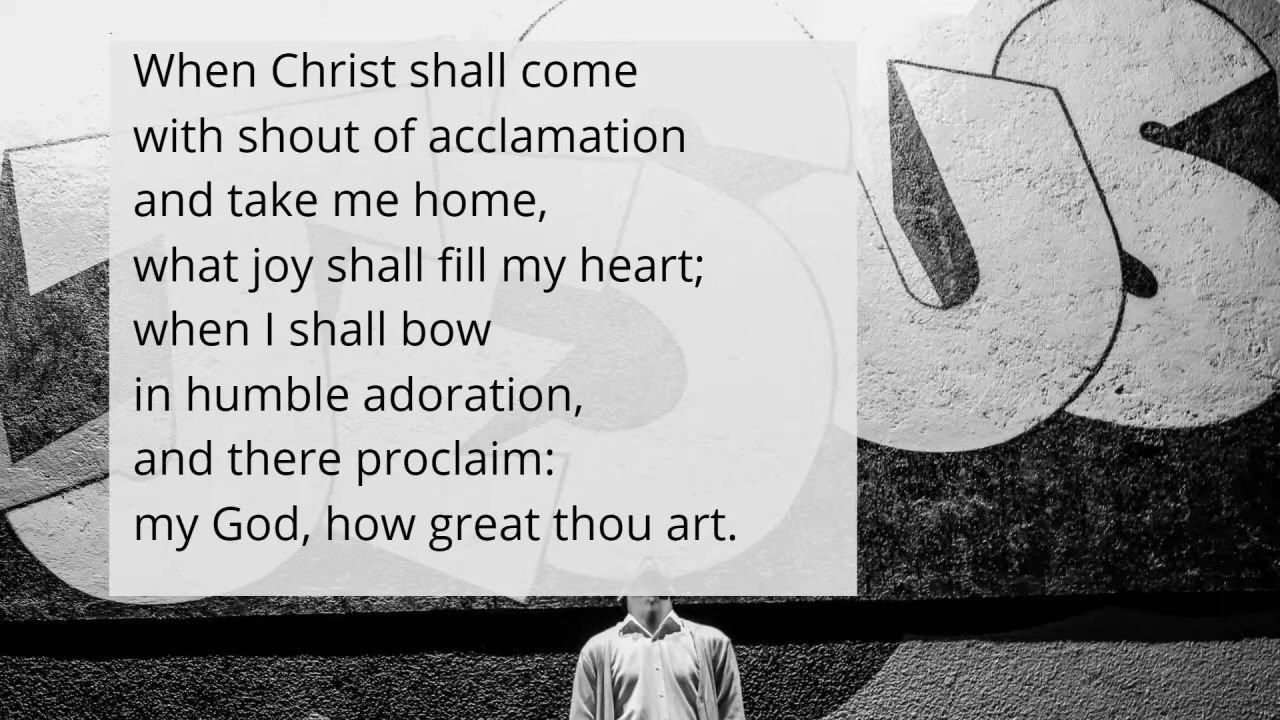 When Christ shall come
with shout of acclamation
and take me home,
what joy shall fill my heart;
when I shall bow
in humble adoration,
and there proclaim:
my God, how great thou art.